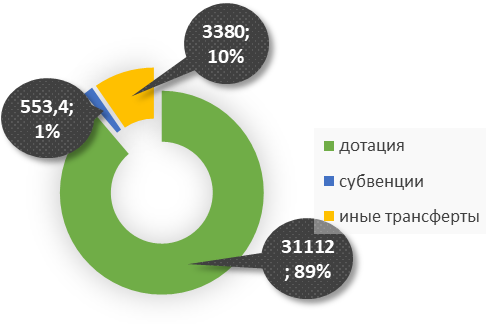 3380;
10%
553,4;
1%
дотация
субвенции
иные трансферты
31112
; 89%